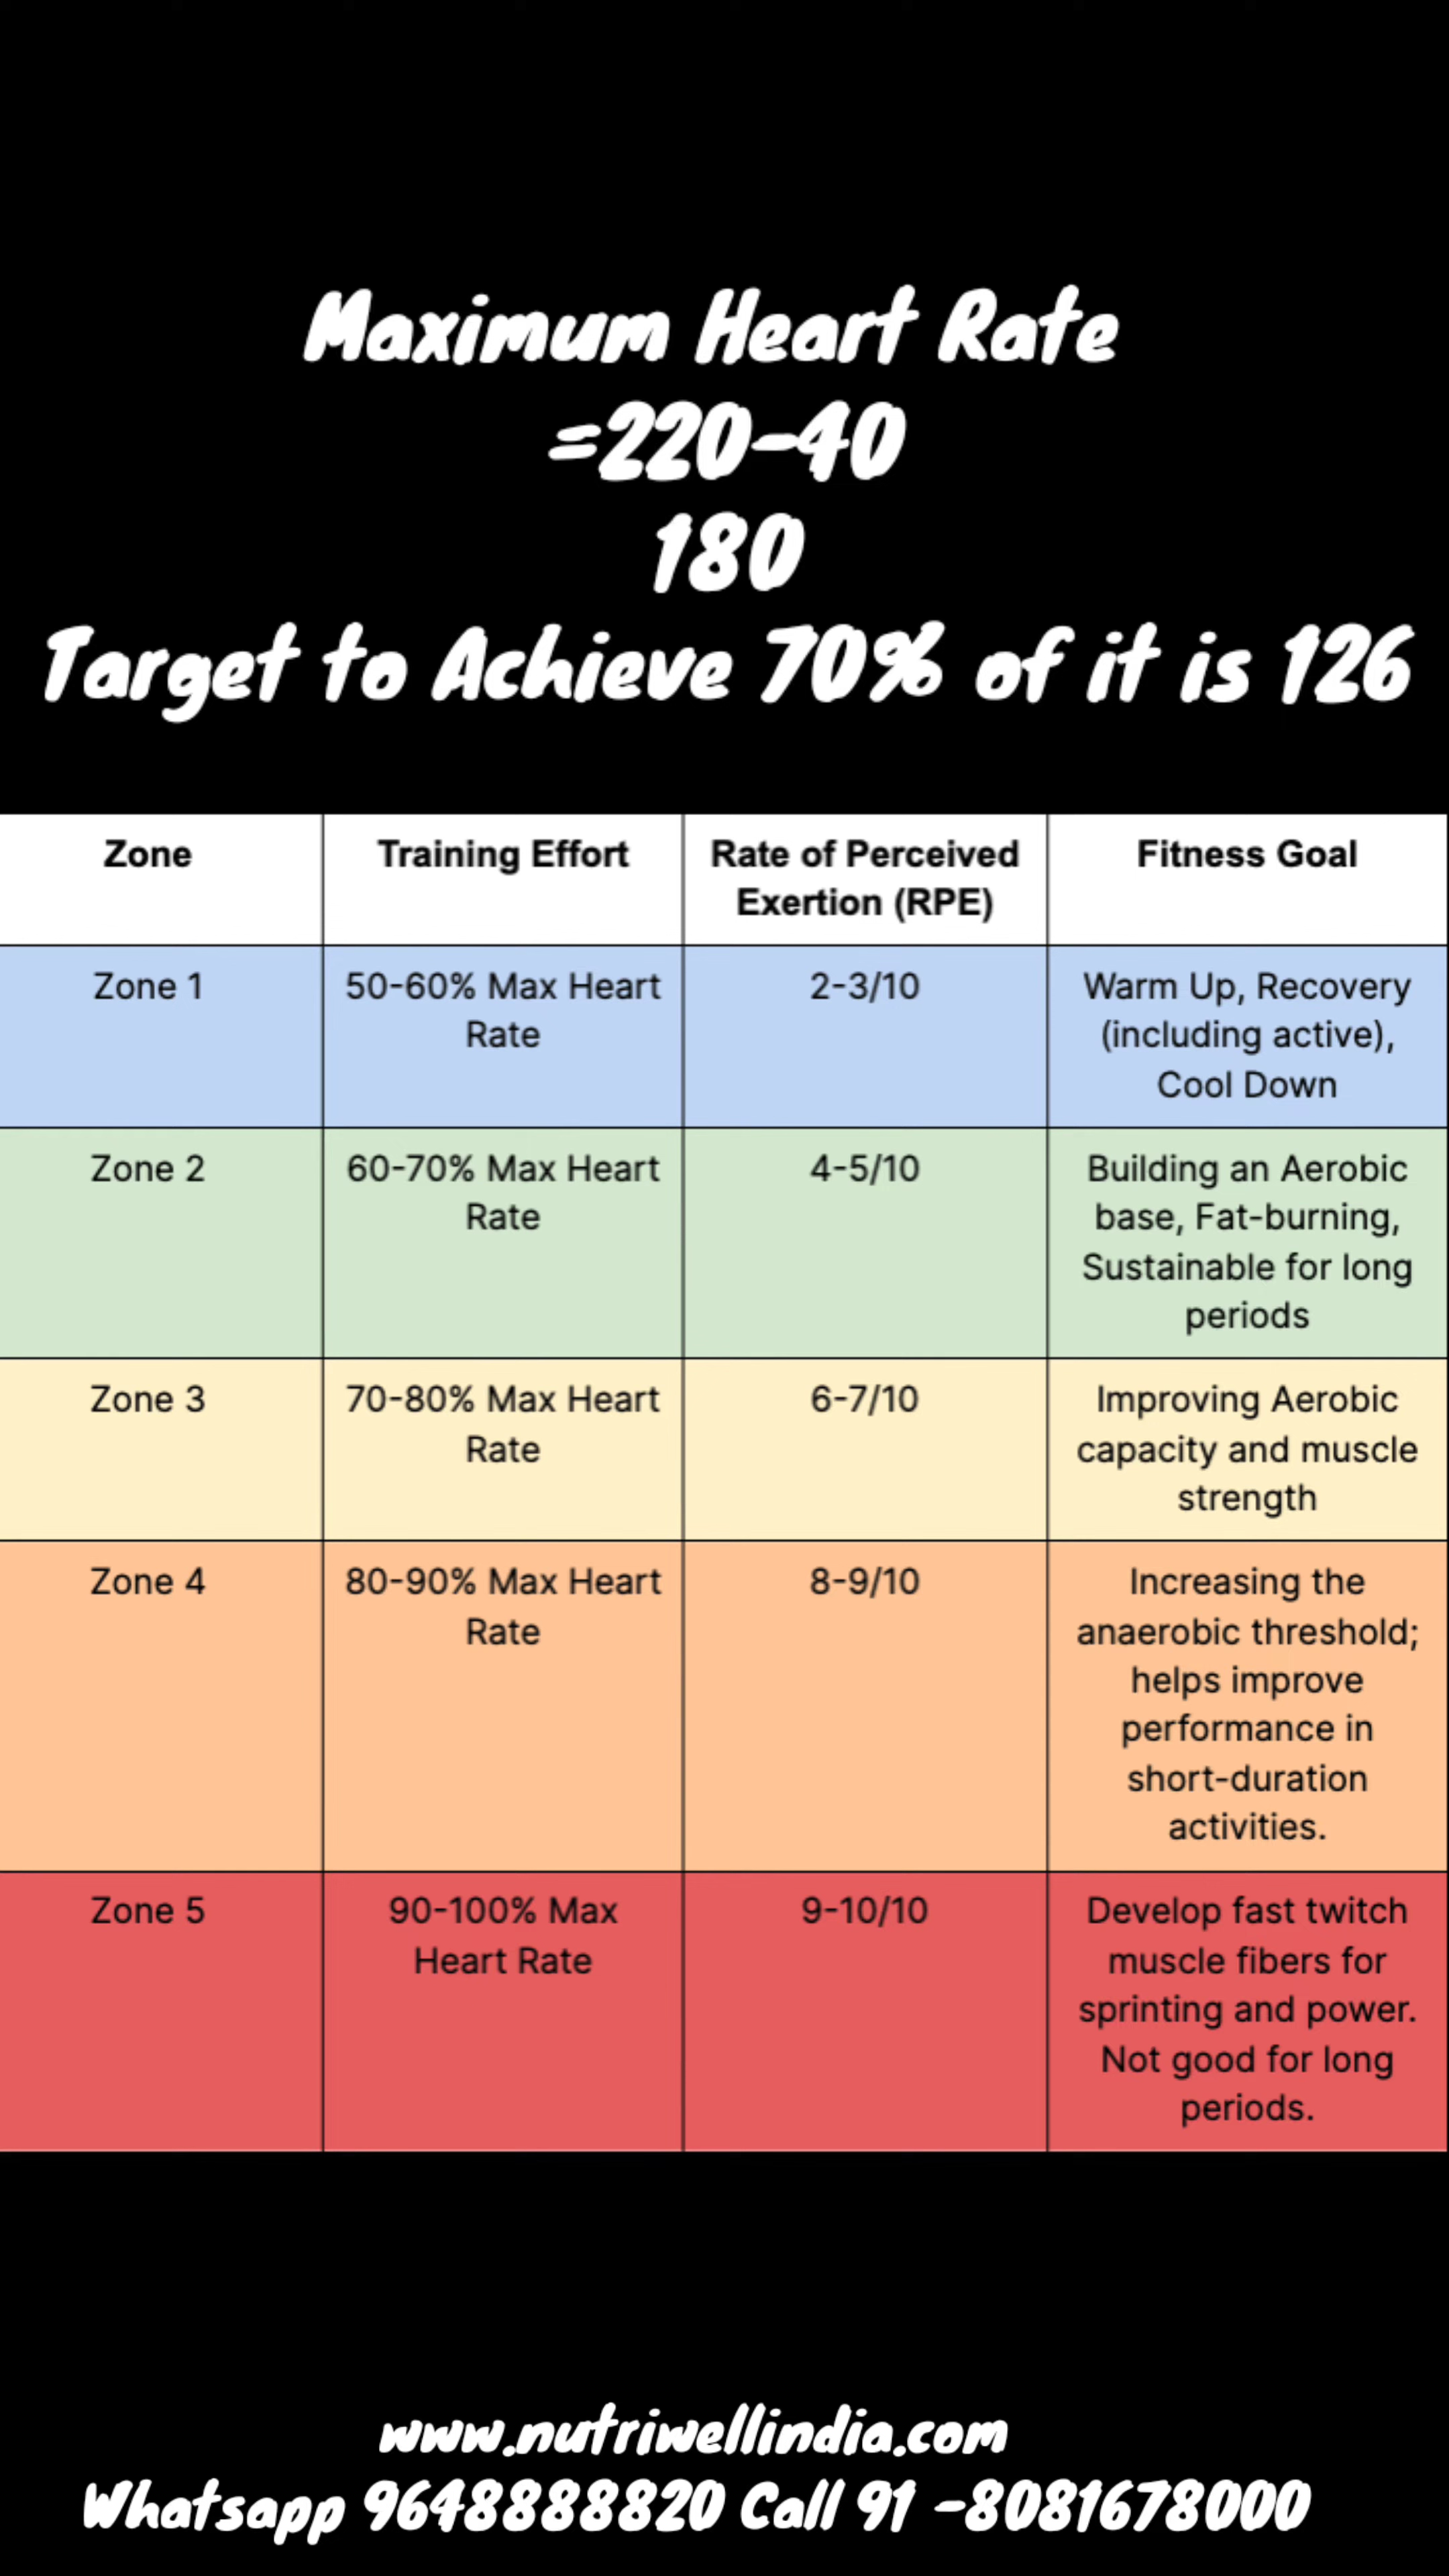 Maximum Heart Rate
=220-40
180
Target to Achieve 70% of it is 126
Zone
Training Effort
Rate of Perceived
Exertion (RPE)
Fitness Goal
Zone 1
50-60% Max Heart
Rate
2-3/10
Warm Up, Recovery
(including active),
Cool Down
Zone 2
60-70% Max Heart
Rate
4-5/10
Building an Aerobic
base, Fat-burning,
Sustainable for long
periods
Zone 3
70-80% Max Heart
Rate
6-7/10
Improving Aerobic
capacity and muscle
strength
Zone 4
80-90% Max Heart
Rate
8-9/10
Increasing the
anaerobic threshold;
helps improve
performance in
short-duration
activities.
Zone 5
90-100% Max
Heart Rate
9-10/10
Develop fast twitch
muscle fibers for
sprinting and power.
Not good for long
periods.
www.nutriwellindia.com
Whatsapp 9648888820 Call 91 -8081678000